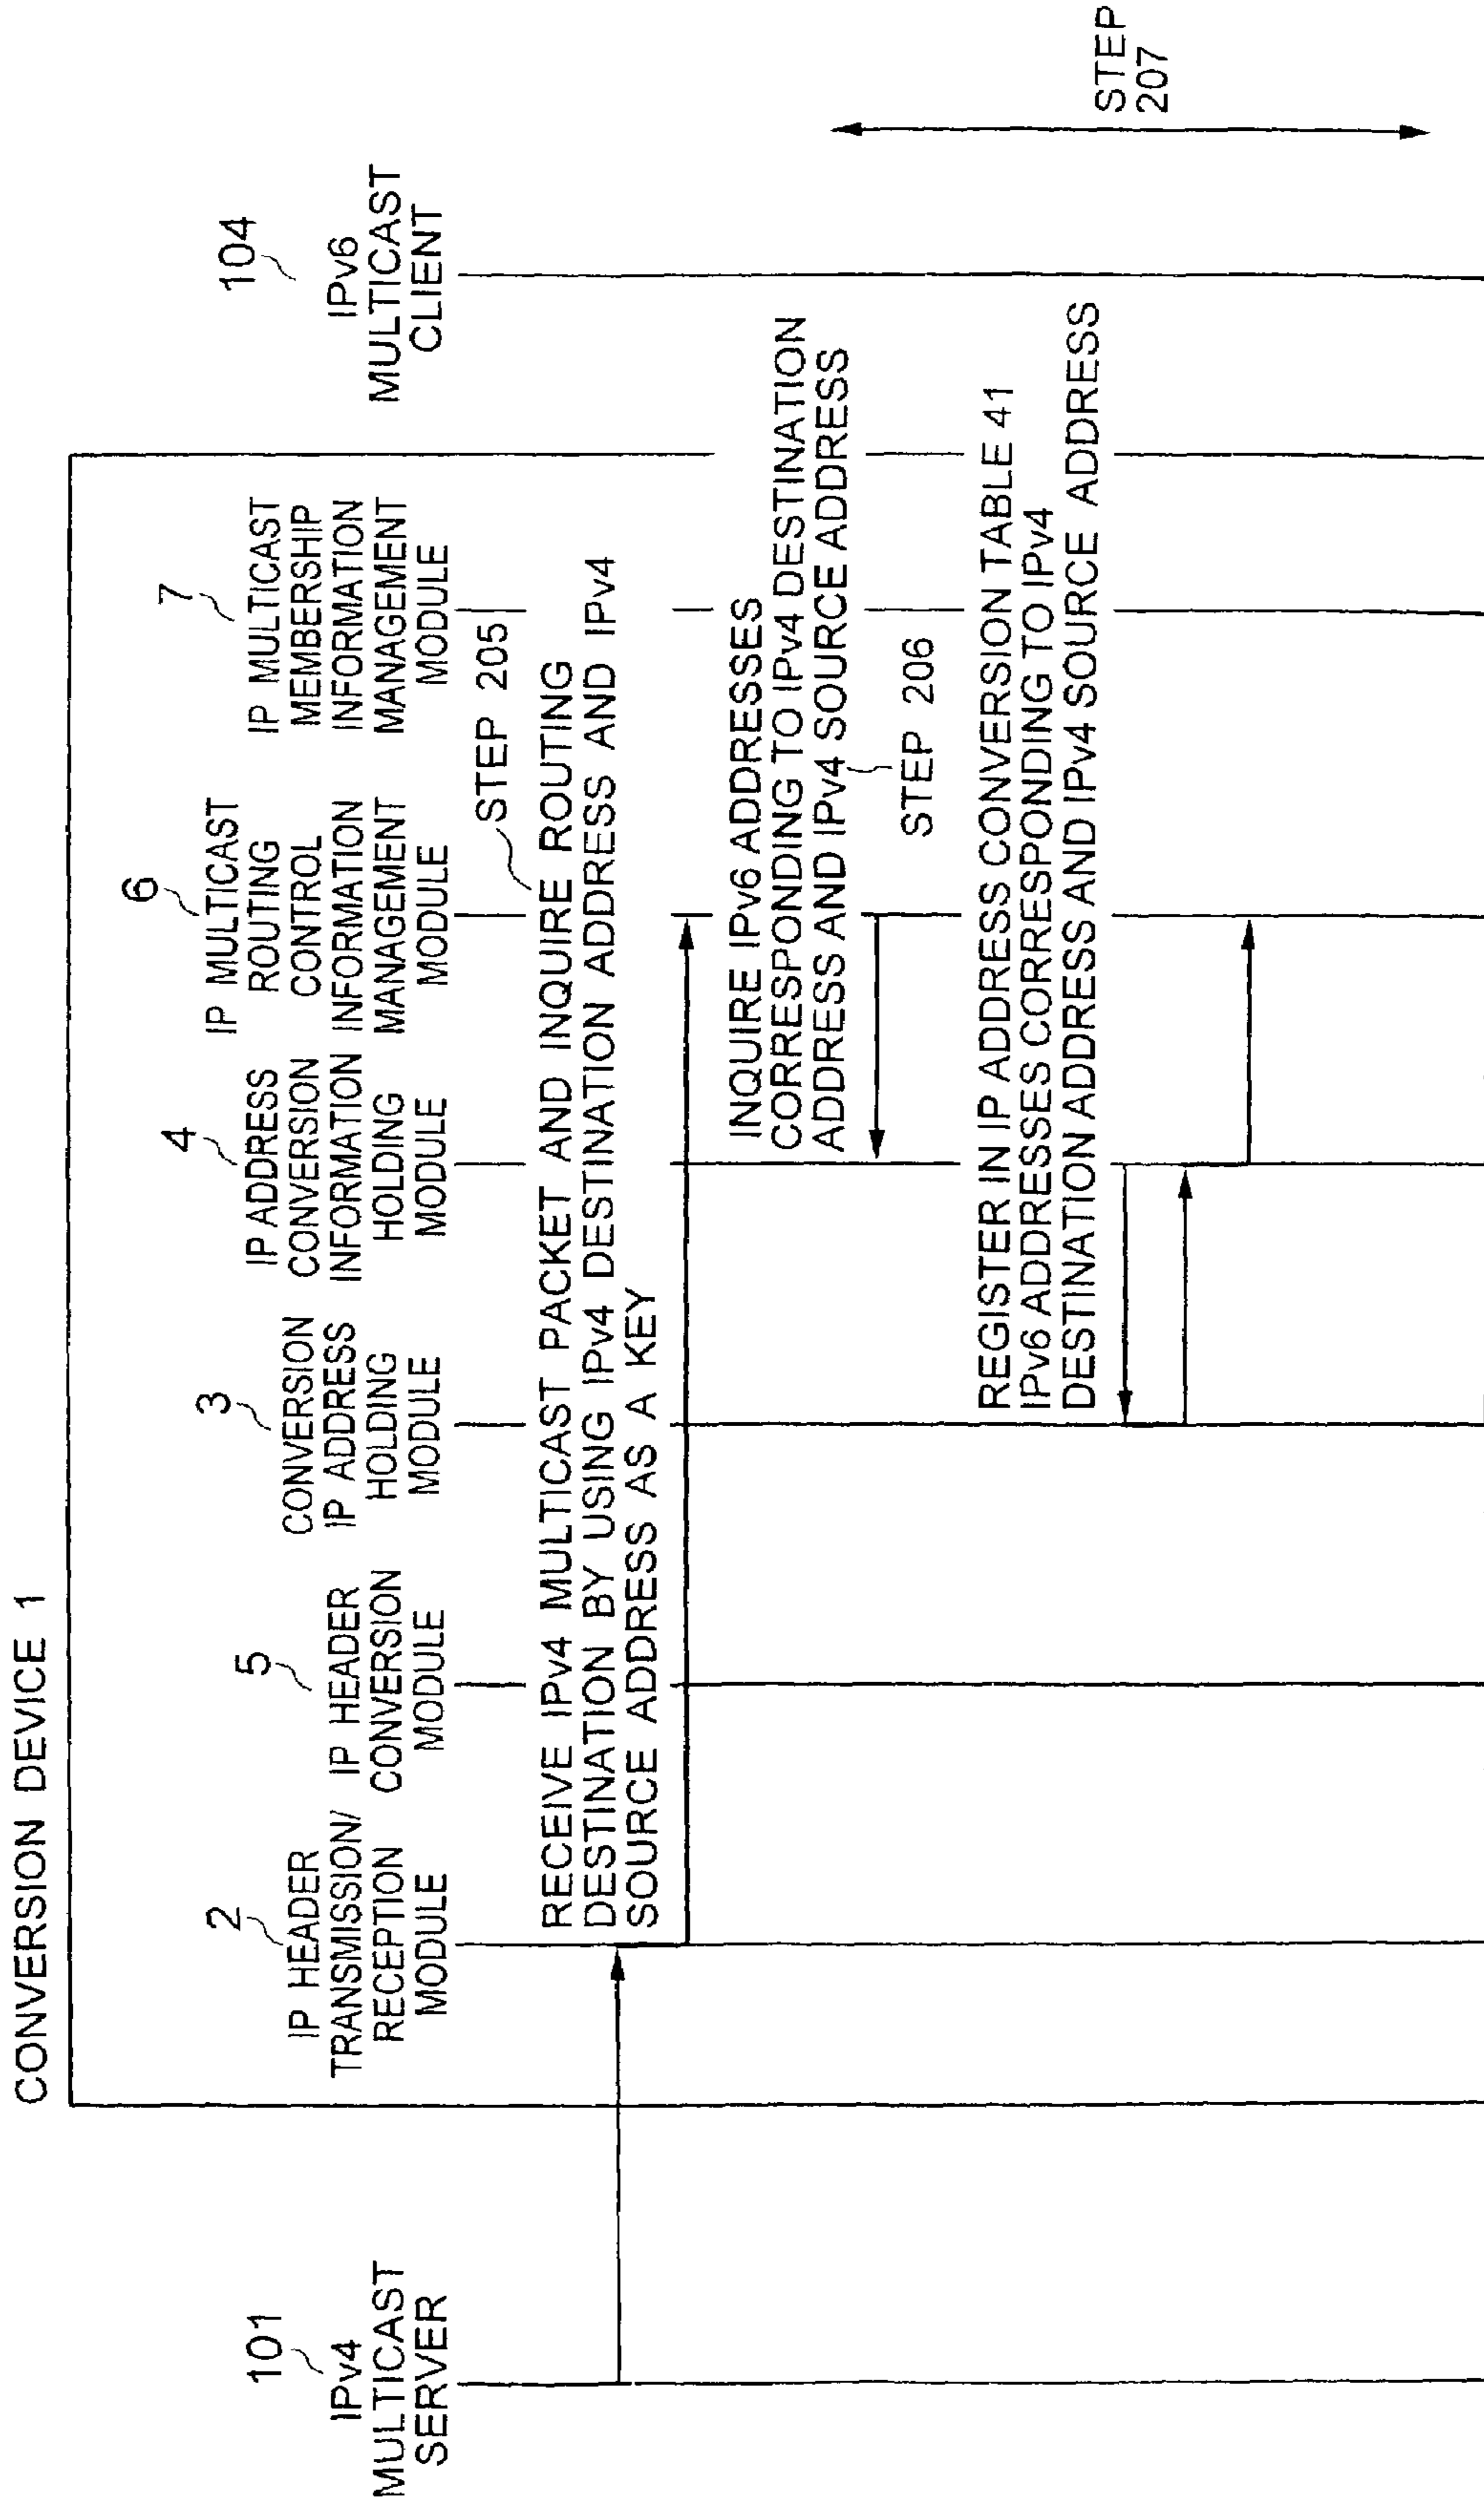 CONVERSION DEVICE 1
101
IPv4
MULTICAST
SERVER
2
IP HEADER
TRANSMISSION/
RECEPTION
MODULE
5
IP HEADER
CONVERSION
MODULE
3
CONVERSION
IP ADDRESS
HOLDING
MODULE
4
IP ADDRESS
CONVERSION
INFORMATION
HOLDING
MODULE
6
IP MULTICAST
ROUTING
CONTROL
INFORMATION
MANAGEMENT
MODULE
7
IP MULTICAST
MEMBERSHIP
INFORMATION
MANAGEMENT
MODULE
104
IPv6
MULTICAST
CLIENT
STEP 205
RECEIVE IPv4 MULTICAST PACKET AND INQUIRE ROUTING
DESTINATION BY USING IPv4 DESTINATION ADDRESS AND IPv4
SOURCE ADDRESS AS A KEY
INQUIRE IPv6 ADDRESSES
CORRESPONDING TO IPv4 DESTINATION
ADDRESS AND IPv4 SOURCE ADDRESS
STEP 206
REGISTER IN IP ADDRESS CONVERSION TABLE 41
IPv6 ADDRESSES CORRESPONDING TO IPv4
DESTINATION ADDRESS AND IPv4 SOURCE ADDRESS
STEP
207